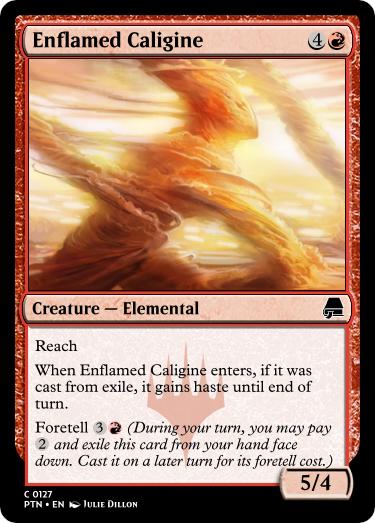 Enflamed Caligine 4
Creature — Elemental
Reach
When Enflamed Caligine enters, if it was
cast from exile, it gains haste until end of
turn.
Foretell 3 (During your turn, you may pay
2 and exile this card from your hand face
down. Cast it on a later turn for its foretell cost.)
5/4
C 0127
PTN • EN Julie Dillon